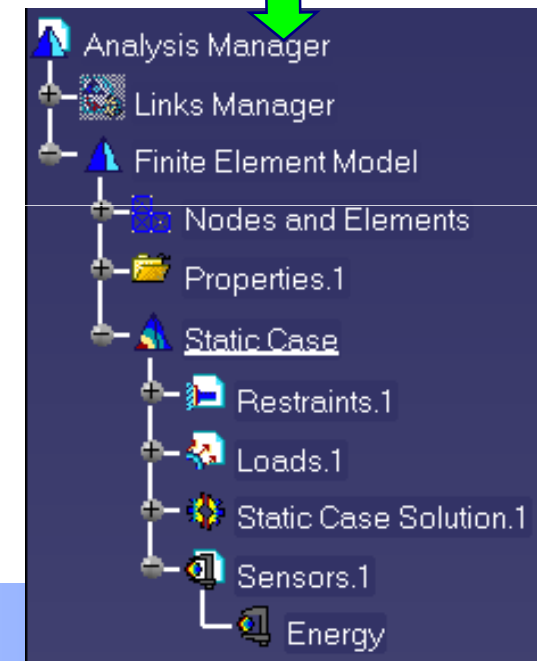 Analysis Manager
Links Manager
Finite Element Model
Nodes and Elements
Properties.1
Static Case
Restraints.1
Loads.1
Static Case Solution.1
Sensors.1
Energy